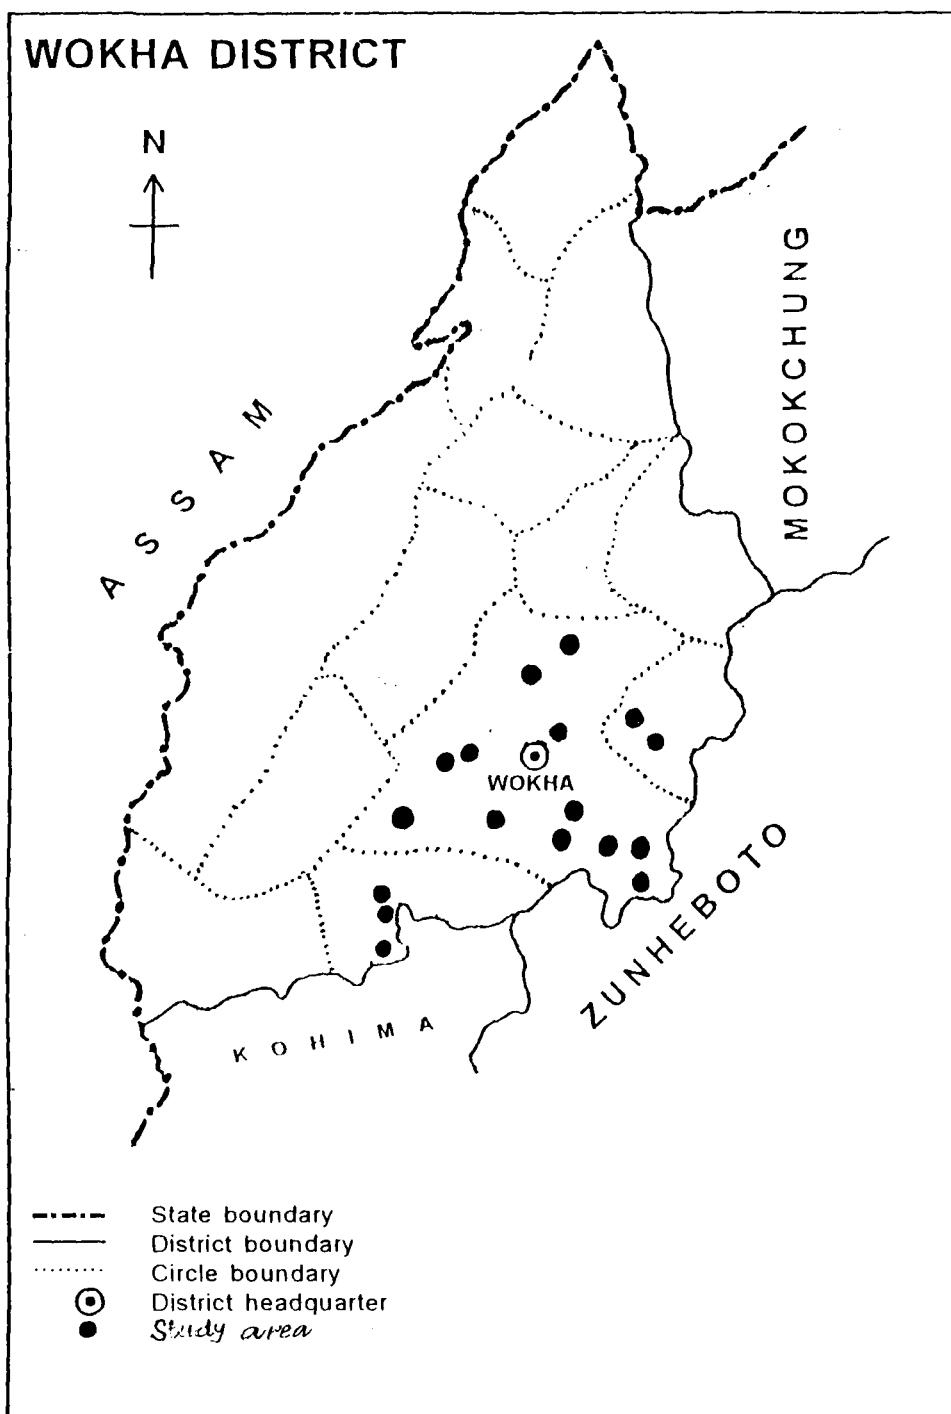 WOKHA DISTRICT
N
MOKOKCHUNG
ASSAM
WOKHA
ZUNHEBOTO
KOHIMA
State boundary
District boundary
Circle boundary
District headquarter
Study area